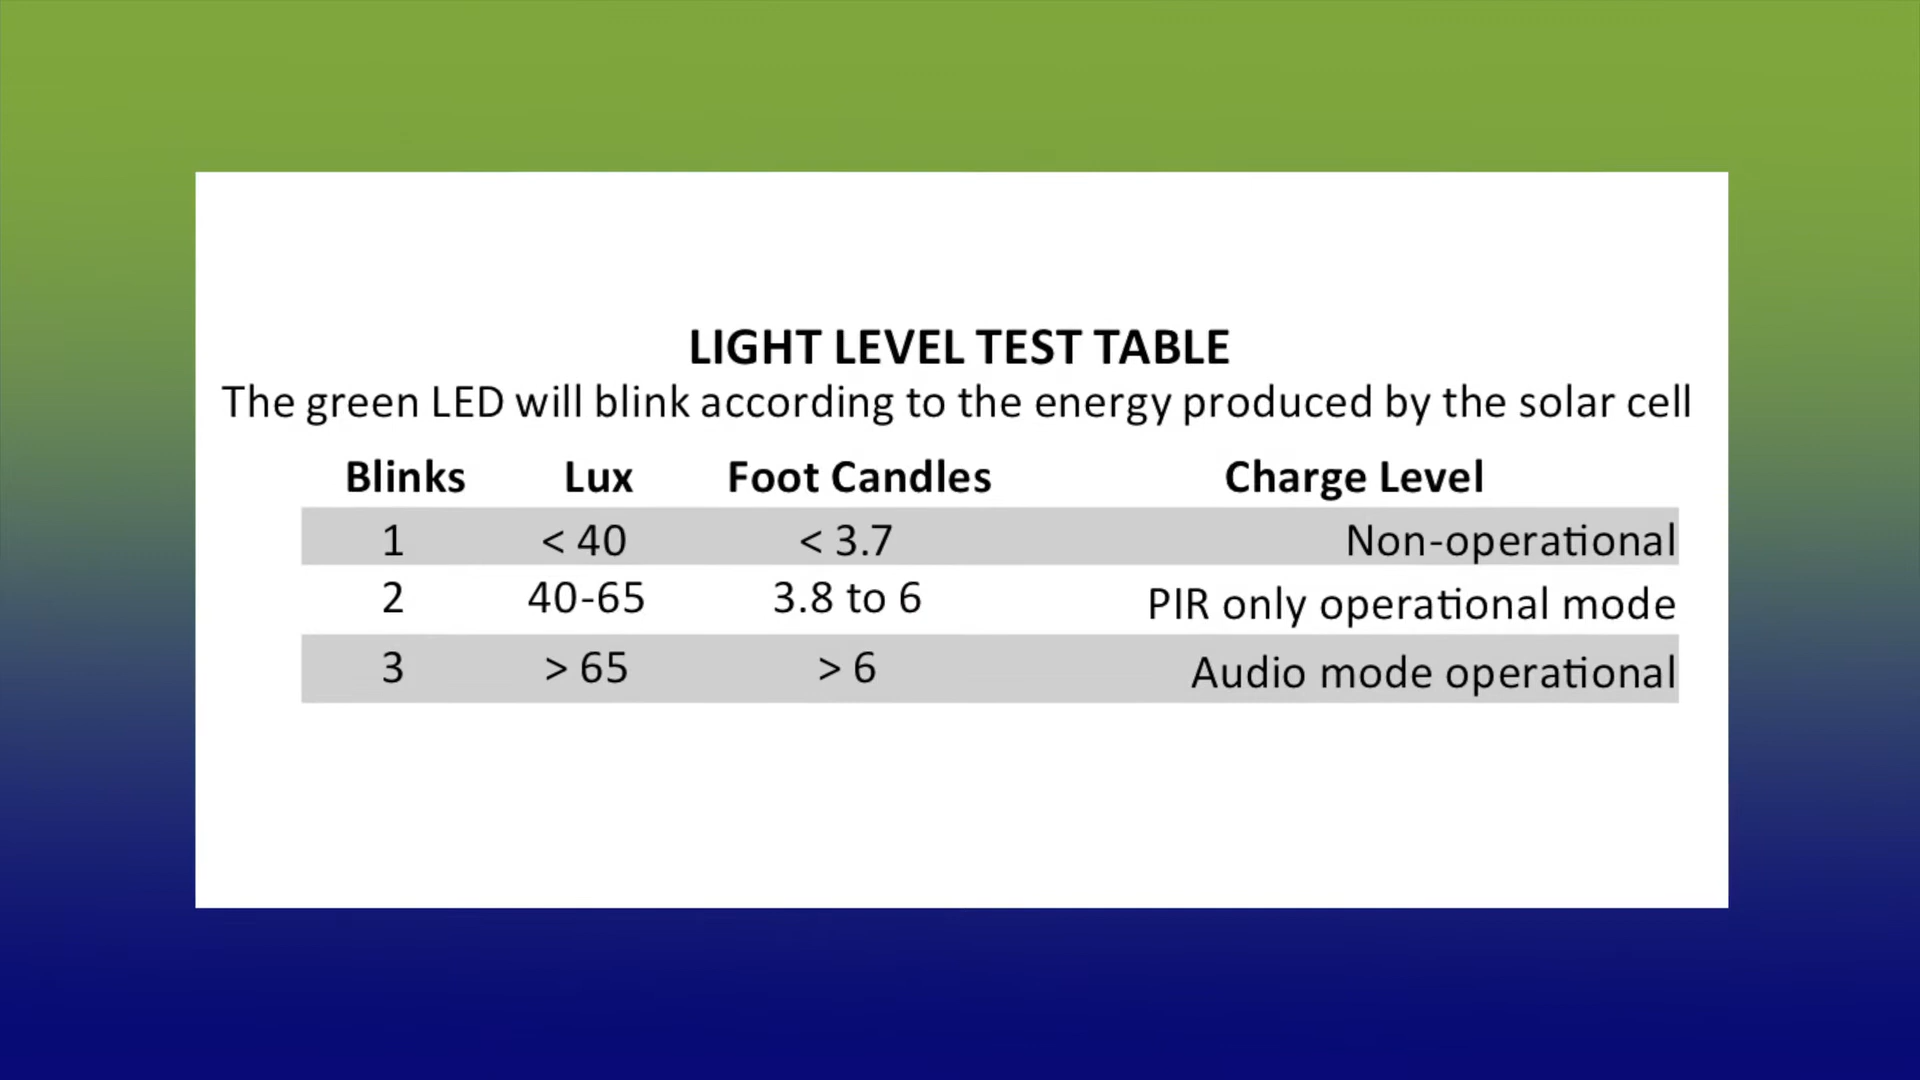 LIGHT LEVEL TEST TABLE
The green LED will blink according to the energy produced by the solar cell
Blinks Lux Foot Candles Charge Level
1 < 40 < 3.7 Non-operational
2 40-65 3.8 to 6 PIR only operational mode
3 > 65 > 6 Audio mode operational